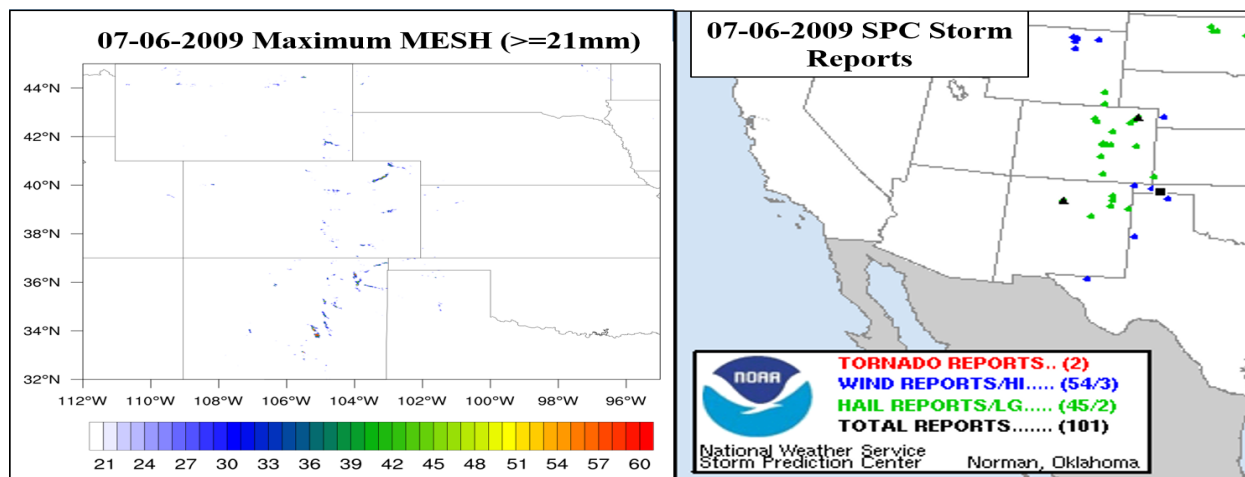 07-06-2009 Maximum MESH (>=21mm)
44°N
42°N
40°N
38°N
36°N
34°N
32°N
112°W 110°W 108°W 106°W 104°W 102°W 100°W 98°W 96°W
21 24 27 30 33 36 39 42 45 48 51 54 57 60
07-06-2009 SPC Storm
Reports
NOAA
TORNADO REPORTS.. (2)
WIND REPORTS/HI..... (54/3)
HAIL REPORTS/LG..... (45/2)
TOTAL REPORTS....... (101)
National Weather Service
Storm Prediction Center Norman, Oklahoma